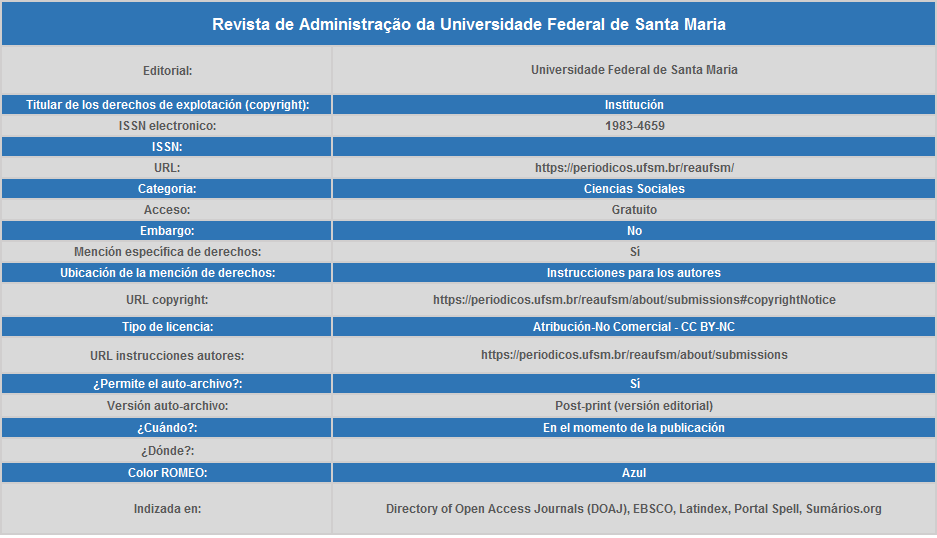 Revista de Administração da Universidade Federal de Santa Maria
Editorial: Universidade Federal de Santa Maria
Titular de los derechos de explotación (copyright): Institución
ISSN electronico: 1983-4659
ISSN:
URL: https://periodicos.ufsm.br/reaufsm/
Categoria: Ciencias Sociales
Acceso: Gratuito
Embargo: No
Mención específica de derechos: Sí
Ubicación de la mención de derechos: Instrucciones para los autores
URL copyright: https://periodicos.ufsm.br/reaufsm/about/submissions#copyrightNotice
Tipo de licencia: Atribución-No Comercial - CC BY-NC
URL instrucciones autores: https://periodicos.ufsm.br/reaufsm/about/submissions
¿Permite el auto-archivo?: Sí
Versión auto-archivo: Post-print (versión editorial)
¿Cuándo?: En el momento de la publicación
¿Dónde?:
Color ROMEO: Azul
Indizada en: Directory of Open Access Journals (DOAJ), EBSCO, Latindex, Portal Spell, Sumários.org